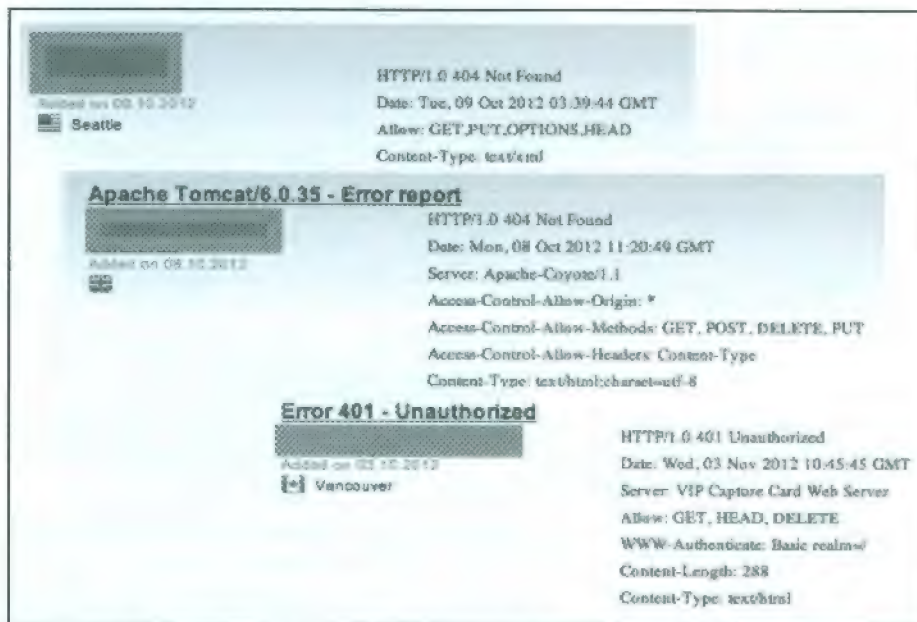 HTTP/1.0 404 Not Found
Added on 09.10.2012
Date: Tue, 09 Oct 2012 03:39:44 GMT
Seattle
Allow: GET,PUT,OPTIONS,HEAD
Content-Type: text/xml
Apache Tomcat/6.0.35 - Error report
HTTP/1.0 404 Not Found
Date: Mon, 08 Oct 2012 11:20:49 GMT
Added on 08.10.2012
Server: Apache-Coyote/1.1
Access-Control-Allow-Origin: *
Access-Control-Allow-Methods: GET, POST, DELETE, PUT
Access-Control-Allow-Headers: Content-Type
Content-Type: text/html;charset=utf-8
Error 401 - Unauthorized
HTTP/1.0 401 Unauthorized
Added on 03.10.2012
Date: Wed, 03 Nov 2012 10:45:45 GMT
Vancouver
Server: VIP Capture Card Web Server
Allow: GET, HEAD, DELETE
WWW-Authenticate: Basic realm=/
Content-Length: 288
Content-Type: text/html